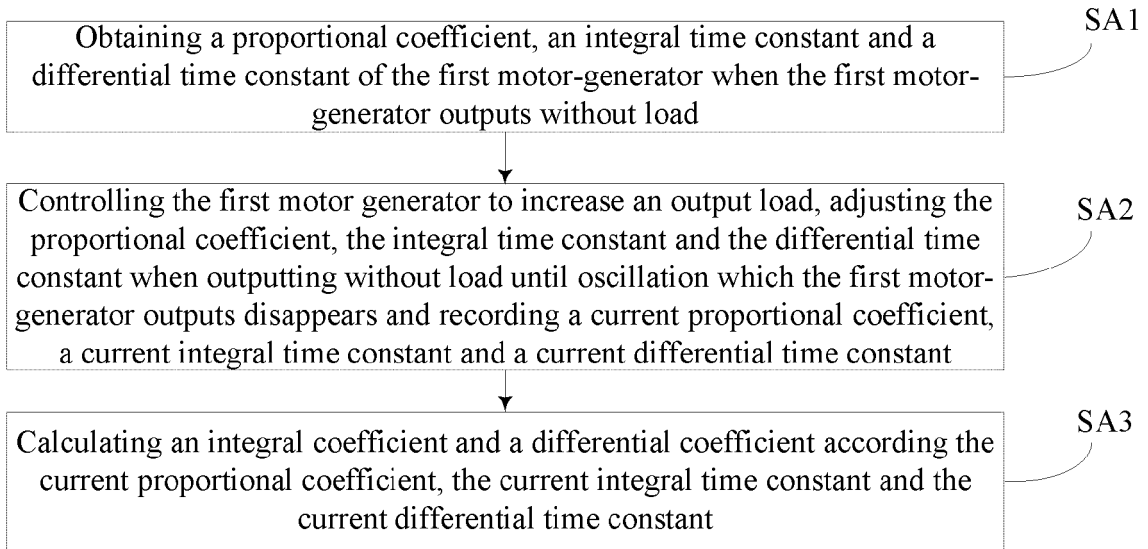 SA1
Obtaining a proportional coefficient, an integral time constant and a
differential time constant of the first motor-generator when the first motor-
generator outputs without load
SA2
Controlling the first motor generator to increase an output load, adjusting the
proportional coefficient, the integral time constant and the differential time
constant when outputting without load until oscillation which the first motor-
generator outputs disappears and recording a current proportional coefficient,
a current integral time constant and a current differential time constant
SA3
Calculating an integral coefficient and a differential coefficient according the
current proportional coefficient, the current integral time constant and the
current differential time constant